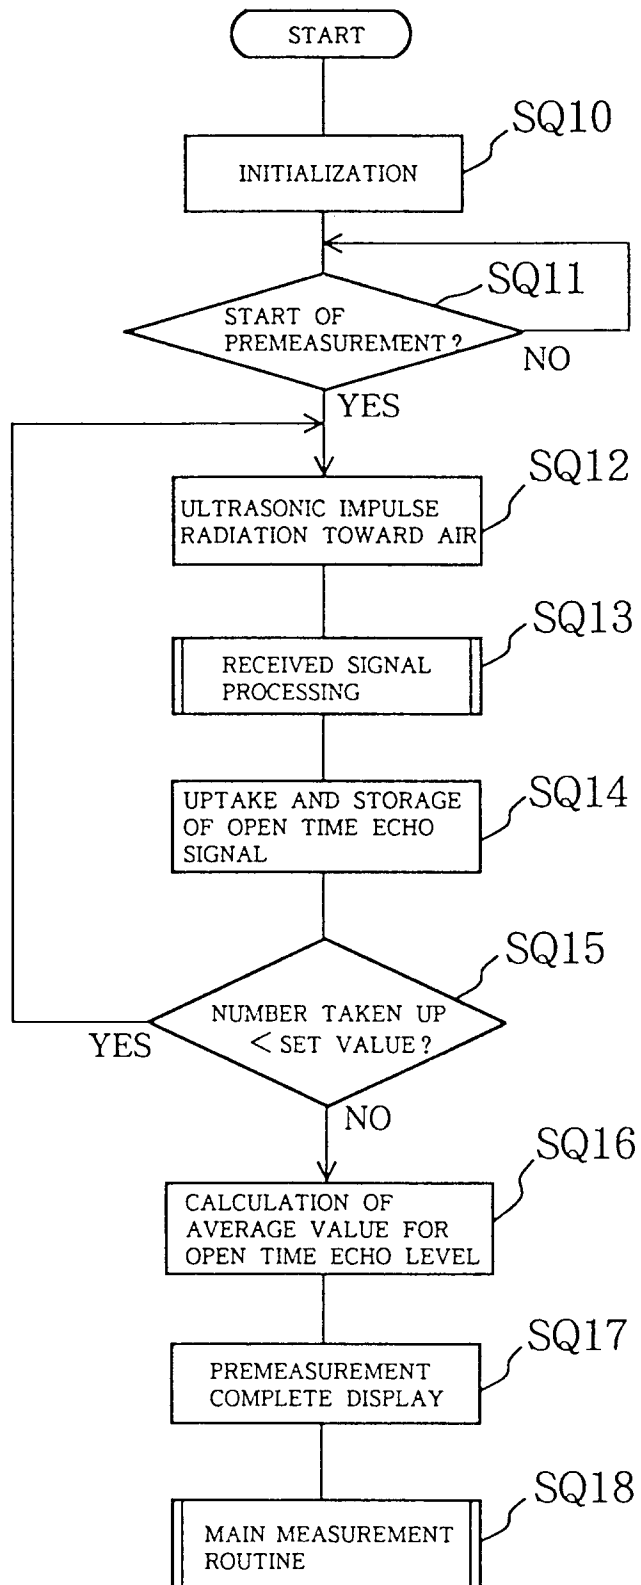 START
SQ10
INITIALIZATION
SQ11
START OF
PREMEASUREMENT?
NO
YES
SQ12
ULTRASONIC IMPULSE
RADIATION TOWARD AIR
SQ13
RECEIVED SIGNAL
PROCESSING
SQ14
UPTAKE AND STORAGE
OF OPEN TIME ECHO
SIGNAL
SQ15
NUMBER TAKEN UP
< SET VALUE?
YES
NO
SQ16
CALCULATION OF
AVERAGE VALUE FOR
OPEN TIME ECHO LEVEL
SQ17
PREMEASUREMENT
COMPLETE DISPLAY
SQ18
MAIN MEASUREMENT
ROUTINE